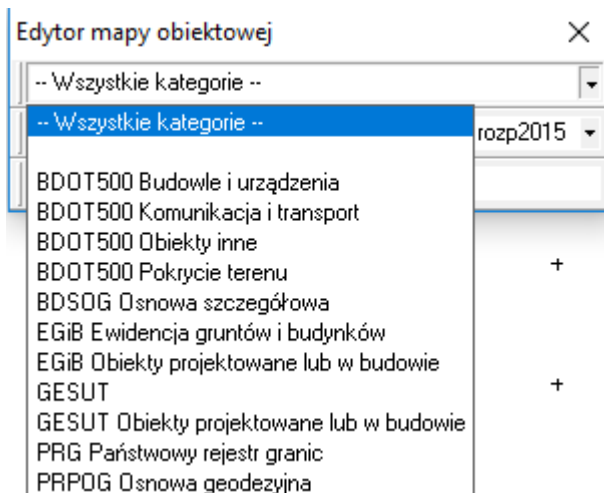 Edytor mapy obiektowej
-- Wszystkie kategorie --
-- Wszystkie kategorie --
rozp2015
BDOT500 Budowle i urządzenia
BDOT500 Komunikacja i transport
BDOT500 Obiekty inne
BDOT500 Pokrycie terenu
BDSOG Osnowa szczegółowa
EGiB Ewidencja gruntów i budynków
EGiB Obiekty projektowane lub w budowie
GESUT
GESUT Obiekty projektowane lub w budowie
PRG Państwowy rejestr granic
PRPOG Osnowa geodezyjna